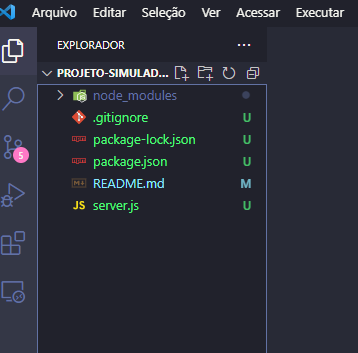 Arquivo Editar Seleção Ver Acessar Executar
EXPLORADOR ...
PROJETO-SIMULAD...
node_modules
.gitignore U
package-lock.json U
package.json U
README.md M
JS server.js U
5